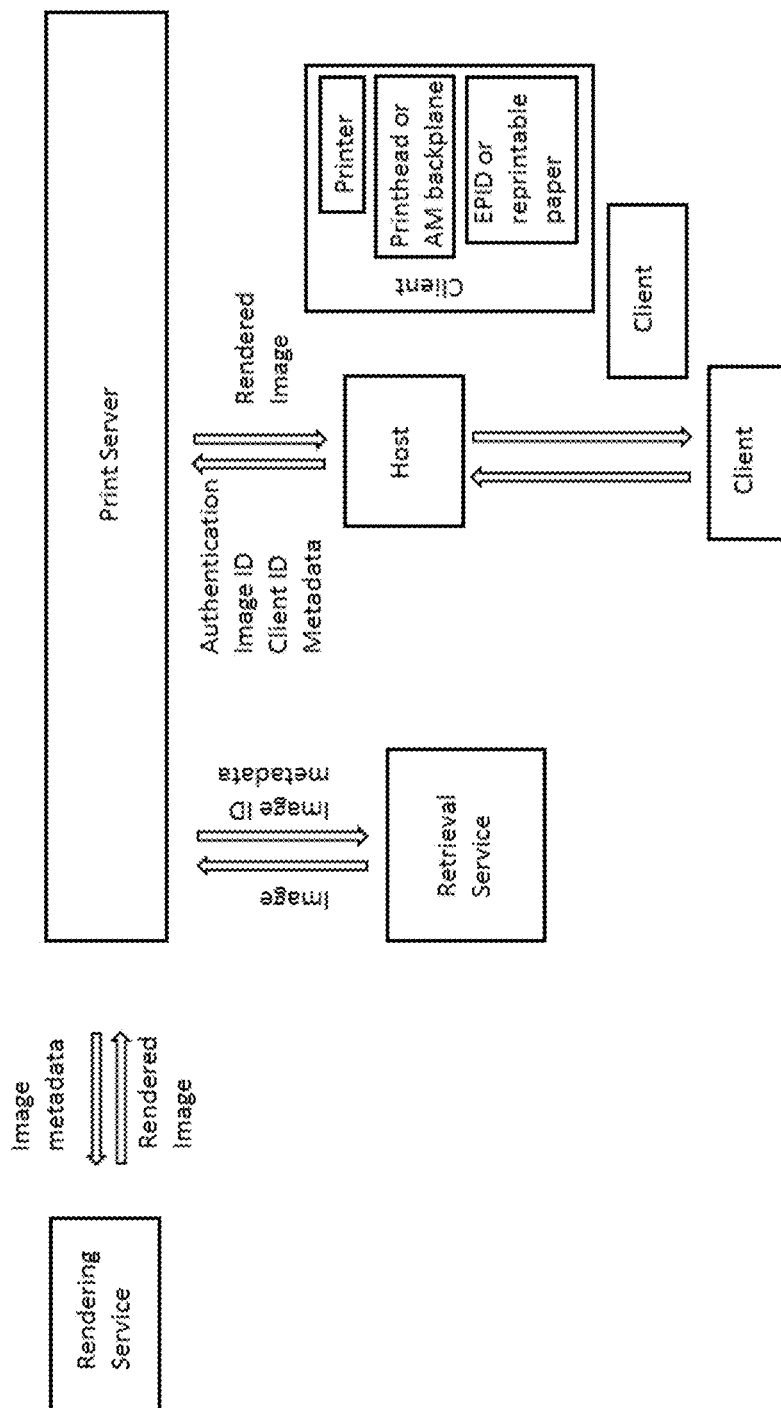 Print Server
Image
metadata
Rendered
Image
Rendering
Service
Image
Image ID
metadata
Retrieval
Service
Authentication
Image ID
Client ID
Metadata
Rendered
Image
Host
Client
Client
Client
Printer
Printhead or
AM backplane
EPID or
reprintable
paper